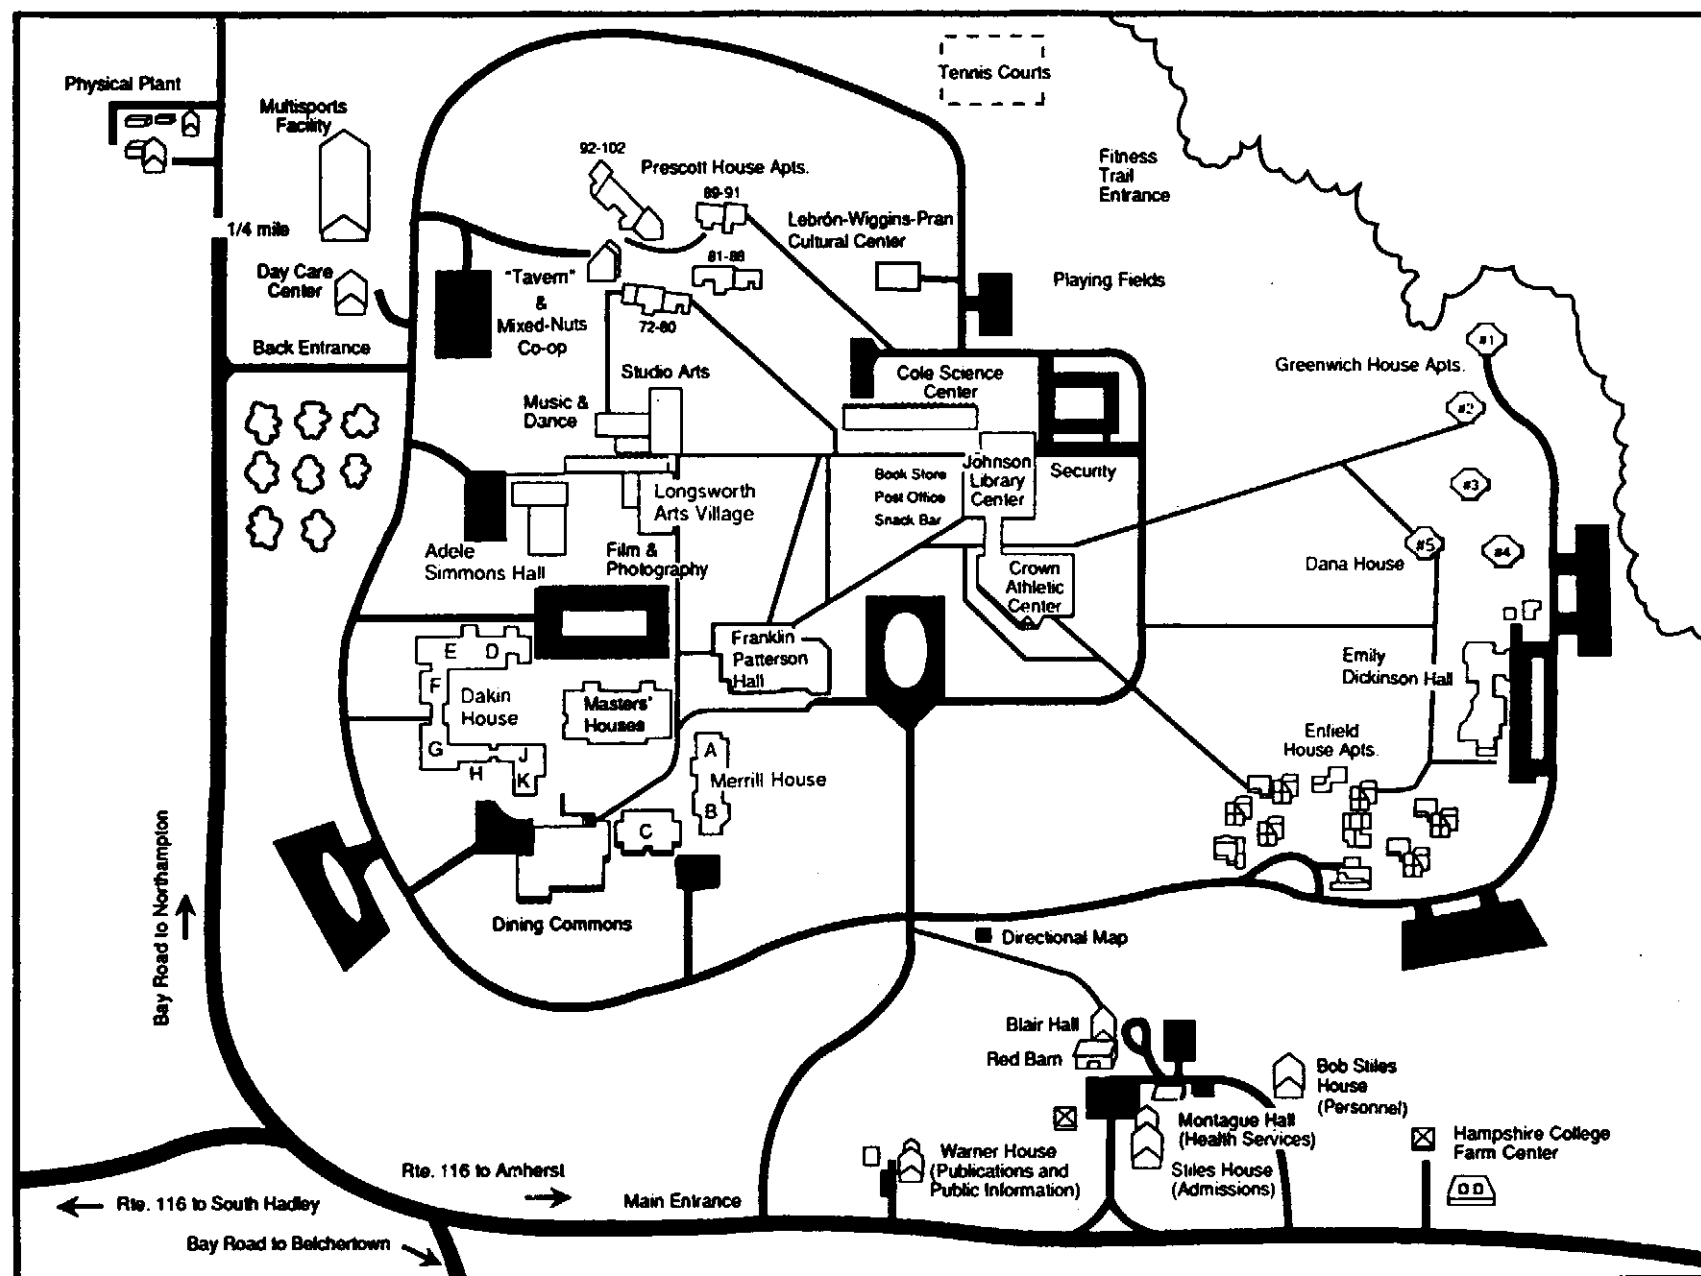 Tennis Courts
Physical Plant
Multisports
Facility
92-102
Prescott House Apts.
89-91
Fitness
Trail
Entrance
1/4 mile
Lebrón-Wiggins-Pran
Cultural Center
Day Care
Center
"Tavern"
&
Mixed-Nuts
Co-op
81-88
72-80
Playing Fields
Back Entrance
Studio Arts
Music &
Dance
Cole Science
Center
Greenwich House Apts.
#1
#2
#3
#4
#5
Book Store
Post Office
Snack Bar
Johnson
Library
Center
Security
Longsworth
Arts Village
Adele
Simmons Hall
Film &
Photography
Crown
Athletic
Center
Dana House
Franklin
Patterson
Hall
E D
F
G
H
J
K
Dakin
House
Masters'
Houses
Emily
Dickinson Hall
Enfield
House Apts.
A
Merrill House
B
C
Dining Commons
Directional Map
Bay Road to Northampton
Blair Hall
Red Barn
Bob Stiles
House
(Personnel)
Montague Hall
(Health Services)
Hampshire College
Farm Center
Warner House
(Publications and
Public Information)
Stiles House
(Admissions)
Rte. 116 to Amherst
Main Entrance
Rte. 116 to South Hadley
Bay Road to Belchertown